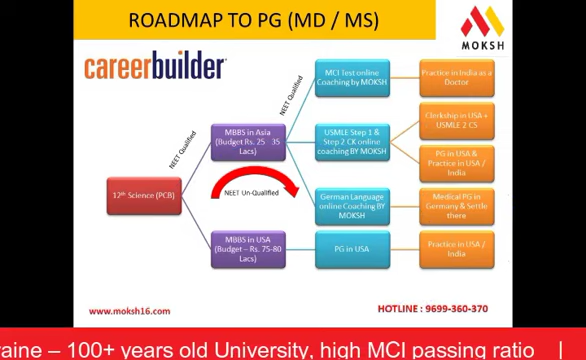 ROADMAP TO PG (MD / MS)
MOKSH
careerbuilder
NEET Qualified
MCI Test online
Coaching by MOKSH
Practice in India as a
Doctor
NEET Qualified
MBBS in Asia
(Budget Rs. 25 35
Lacs)
USMLE Step 1 &
Step 2 CK online
coaching BY MOKSH
Clerkship in USA +
USMLE 2 CS
PG in USA &
Practice in USA /
India
12th Science (PCB)
NEET Un-Qualified
German Language
online Coaching BY
MOKSH
Medical PG in
Germany & Settle
there
MBBS in USA
(Budget – Rs. 75-80
Lacs)
PG in USA
Practice in USA /
India
www.moksh16.com
HOTLINE : 9699-360-370
raine – 100+ years old University, high MCI passing ratio |